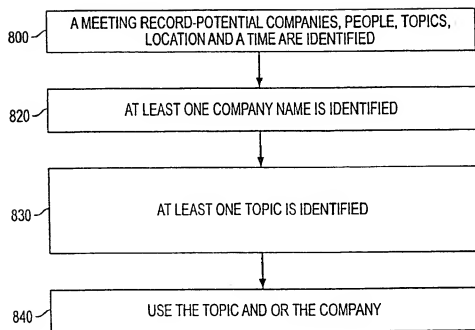 800
A MEETING RECORD-POTENTIAL COMPANIES, PEOPLE, TOPICS,
LOCATION AND A TIME ARE IDENTIFIED
820
AT LEAST ONE COMPANY NAME IS IDENTIFIED
830
AT LEAST ONE TOPIC IS IDENTIFIED
840
USE THE TOPIC AND OR THE COMPANY